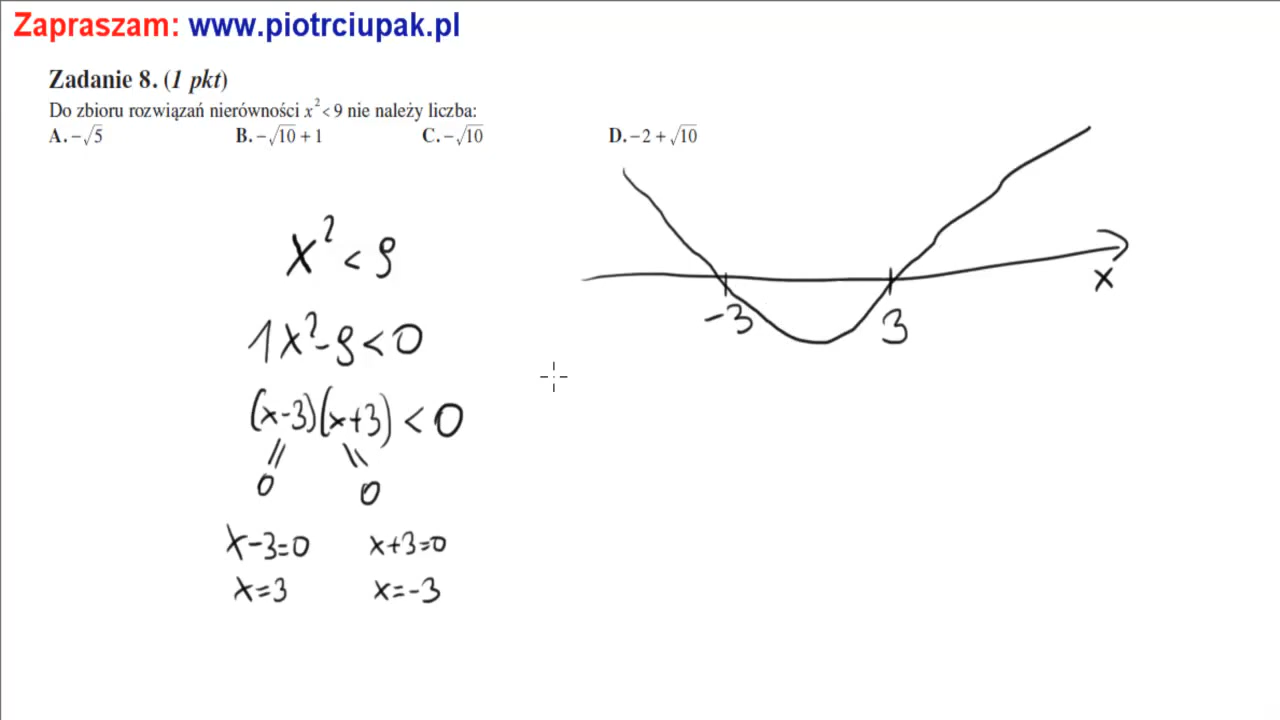 Zapraszam: www.piotrciupak.pl
Zadanie 8. (1 pkt)
Do zbioru rozwiązań nierówności x² < 9 nie należy liczba:
A. −√5 B. −√10 + 1 C. −√10 D. −2 + √10
x² < 9
1x² - 9 < 0
(x-3)(x+3) < 0
= =
0 0
x-3=0 x+3=0
x=3 x=-3
-3 3 x